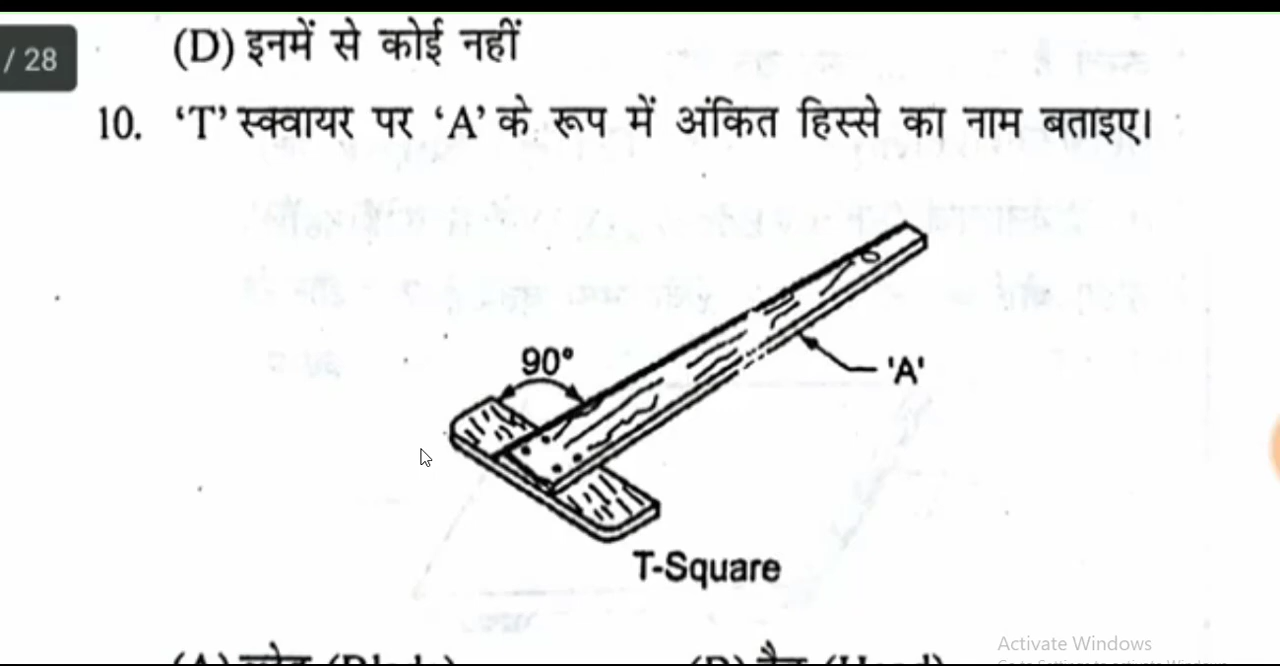 / 28
(D) इनमें से कोई नहीं
10. 'T' स्क्वायर पर 'A' के रूप में अंकित हिस्से का नाम बताइए।
90°
'A'
T-Square
Activate Windows